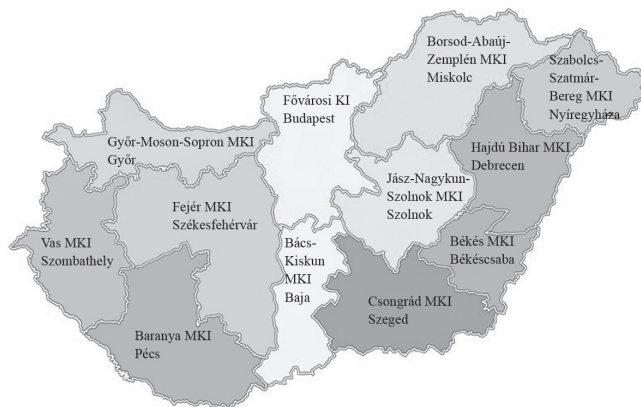 Borsod-Abaúj-
Zemplén MKI
Miskolc
Szabolcs-
Szatmár-
Bereg MKI
Nyíregyháza
Fővárosi KI
Budapest
Győr-Moson-Sopron MKI
Győr
Hajdú Bihar MKI
Debrecen
Jász-Nagykun-
Szolnok MKI
Szolnok
Fejér MKI
Székesfehérvár
Vas MKI
Szombathely
Bács-
Kiskun
MKI
Baja
Békés MKI
Békéscsaba
Csongrád MKI
Szeged
Baranya MKI
Pécs